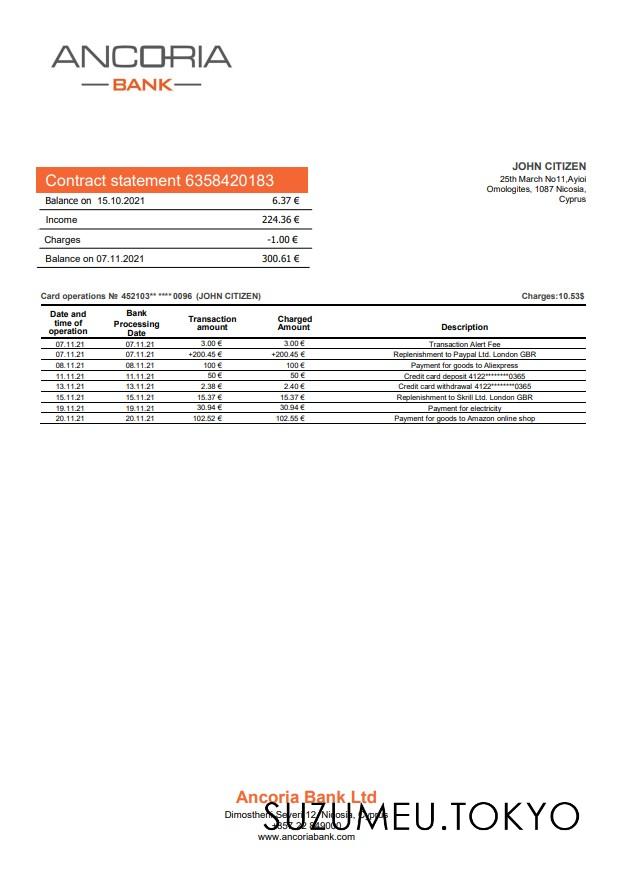 ANCORIA
BANK
JOHN CITIZEN
25th March No11,Ayioi
Omologites, 1087 Nicosia,
Cyprus
Contract statement 6358420183
Balance on 15.10.2021 6.37 €
Income 224.36 €
Charges -1.00 €
Balance on 07.11.2021 300.61 €
Card operations № 452103** ****0096 (JOHN CITIZEN) Charges:10.53$
Date and time of operation Bank Processing Date Transaction amount Charged Amount Description
07.11.21 07.11.21 3.00 € 3.00 € Transaction Alert Fee
07.11.21 07.11.21 +200.45 € +200.45 € Replenishment to Paypal Ltd. London GBR
08.11.21 08.11.21 100 € 100 € Payment for goods to Aliexpress
11.11.21 11.11.21 50 € 50 € Credit card deposit 4122********0365
13.11.21 13.11.21 2.38 € 2.40 € Credit card withdrawal 4122********0365
15.11.21 15.11.21 15.37 € 15.37 € Replenishment to Skrill Ltd. London GBR
19.11.21 19.11.21 30.94 € 30.94 € Payment for electricity
20.11.21 20.11.21 102.52 € 102.55 € Payment for goods to Amazon online shop
Ancoria Bank Ltd
Dimostheni Severi 12, Nicosia, Cyprus
+357 22 849000
www.ancoriabank.com
SUZUMEU.TOKYO